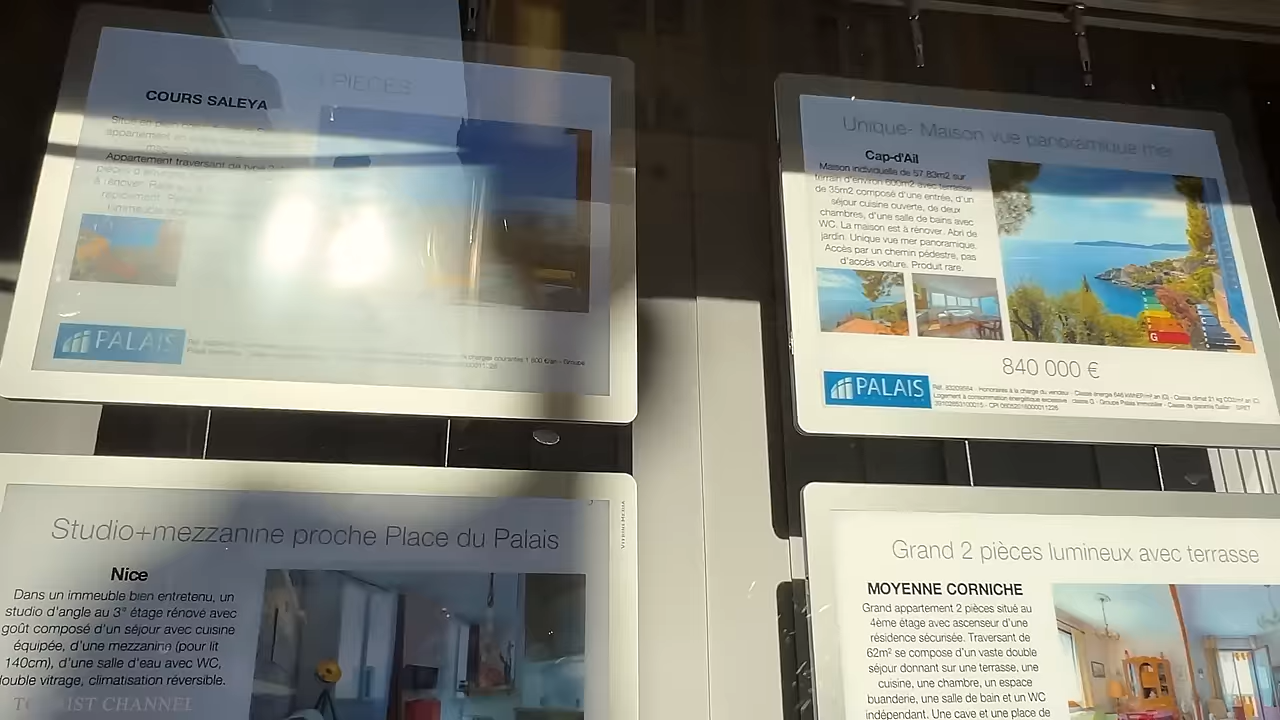 PIECES
COURS SALEYA
Appartement traversant de type 2
à rénover.
rapidement.
l'immeuble
PALAIS
Unique- Maison vue panoramique mer
Cap-d'Ail
Maison individuelle de 57.83m2 sur
terrain d'environ 600m2 avec terrasse
de 35m2 composé d'une entrée, d'un
séjour cuisine ouverte, de deux
chambres, d'une salle de bains avec
WC. La maison est à rénover. Abri de
jardin. Unique vue mer panoramique.
Accès par un chemin pédestre, pas
d'accès voiture. Produit rare.
G
840 000 €
PALAIS
Studio+mezzanine proche Place du Palais
Nice
Dans un immeuble bien entretenu, un
studio d'angle au 3° étage rénové avec
goût composé d'un séjour avec cuisine
équipée, d'une mezzanine (pour lit
140cm), d'une salle d'eau avec WC,
double vitrage, climatisation réversible.
TOURIST CHANNEL
Grand 2 pièces lumineux avec terrasse
MOYENNE CORNICHE
Grand appartement 2 pièces situé au
4ème étage avec ascenseur d'une
résidence sécurisée. Traversant de
62m² se compose d'un vaste double
séjour donnant sur une terrasse, une
cuisine, une chambre, un espace
buanderie, une salle de bain et un WC
indépendant. Une cave et une place de